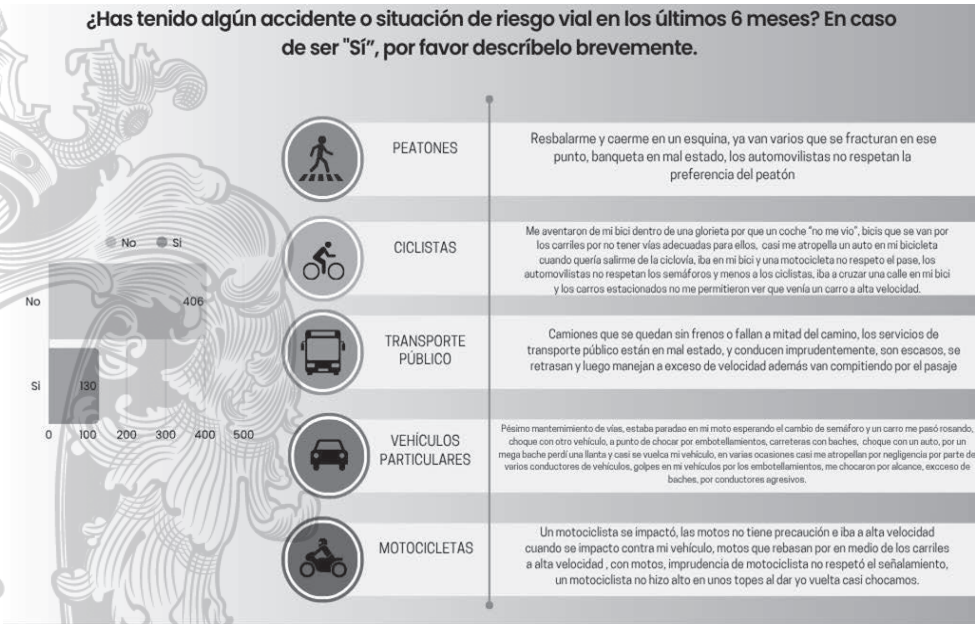 ¿Has tenido algún accidente o situación de riesgo vial en los últimos 6 meses? En caso
de ser "Sí”, por favor descríbelo brevemente.
No
Si
No
406
Si
130
0
100
200
300
400
500
PEATONES
Resbalarme y caerme en un esquina, ya van varios que se fracturan en ese
punto, banqueta en mal estado, los automovilistas no respetan la
preferencia del peatón
CICLISTAS
Me aventaron de mi bici dentro de una glorieta por que un coche “no me vio”, bicis que se van por
los carriles por no tener vías adecuadas para ellos, casi me atropella un auto en mi bicicleta
cuando quería salirme de la ciclovía, iba en mi bici y una motocicleta no respeto el pase, los
automovilistas no respetan los semáforos y menos a los ciclistas, iba a cruzar una calle en mi bici
y los carros estacionados no me permitieron ver que venía un carro a alta velocidad.
TRANSPORTE
PÚBLICO
Camiones que se quedan sin frenos o fallan a mitad del camino, los servicios de
transporte público están en mal estado, y conducen imprudentemente, son escasos, se
retrasan y luego manejan a exceso de velocidad además van compitiendo por el pasaje
VEHÍCULOS
PARTICULARES
Pésimo mantemimiento de vías, estaba paradao en mi moto esperando el cambio de semáforo y un carro me pasó rosando,
choque con otro vehículo, a punto de chocar por embotellamientos, carreteras con baches, choque con un auto, por un
mega bache perdí una llanta y casi se vuelca mi vehículo, en varias ocasiones casi me atropellan por negligencia por parte de
varios conductores de vehículos, golpes en mi vehículos por los embotellamientos, me chocaron por alcance, exceso de
baches, por conductores agresivos.
MOTOCICLETAS
Un motociclista se impactó, las motos no tiene precaución e iba a alta velocidad
cuando se impacto contra mi vehículo, motos que rebasan por en medio de los carriles
a alta velocidad , con motos, imprudencia de motociclista no respetó el señalamiento,
un motociclista no hizo alto en unos topes al dar yo vuelta casi chocamos.